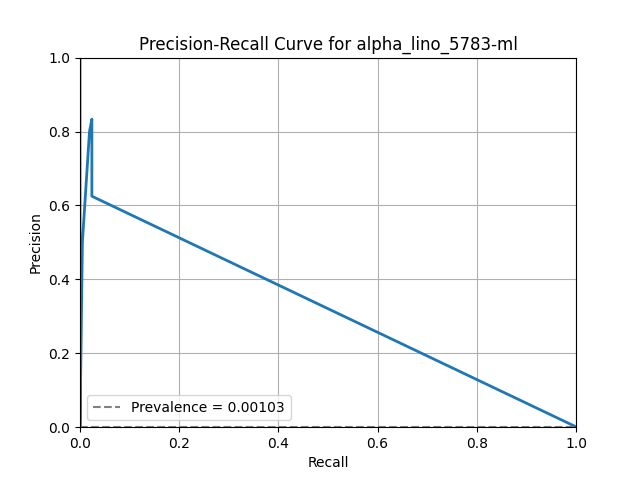 Precision-Recall Curve for alpha_lino_5783-ml
1.0
0.8
0.6
0.4
0.2
0.0
Precision
Prevalence = 0.00103
0.0 0.2 0.4 0.6 0.8 1.0
Recall